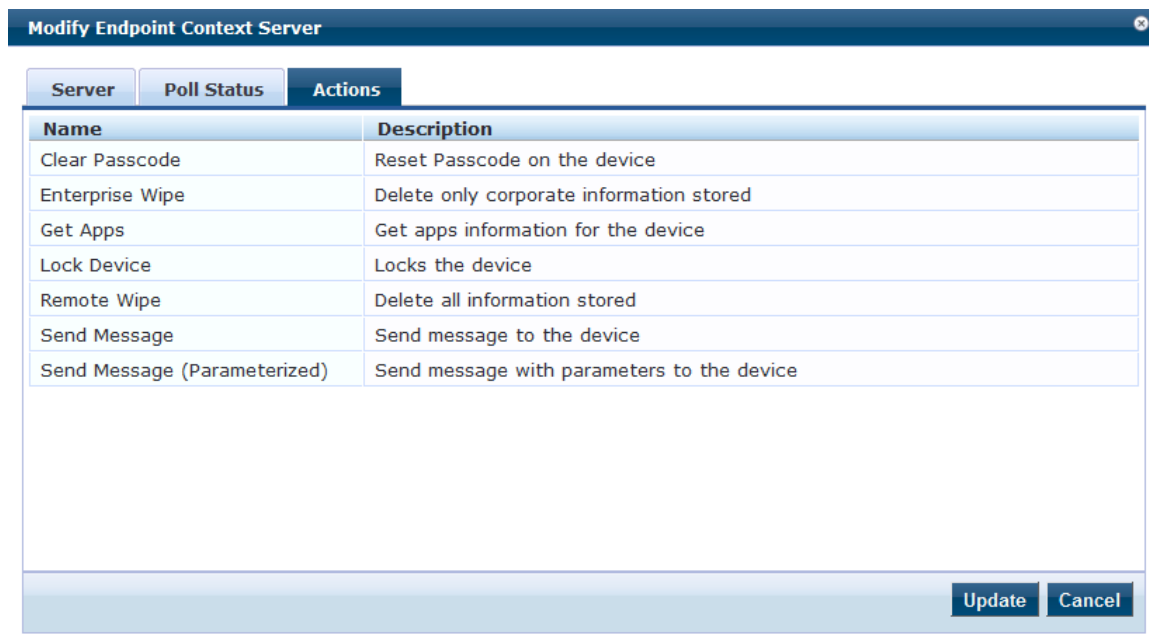 Modify Endpoint Context Server
Server Poll Status Actions
Name Description
Clear Passcode Reset Passcode on the device
Enterprise Wipe Delete only corporate information stored
Get Apps Get apps information for the device
Lock Device Locks the device
Remote Wipe Delete all information stored
Send Message Send message to the device
Send Message (Parameterized) Send message with parameters to the device
Update Cancel